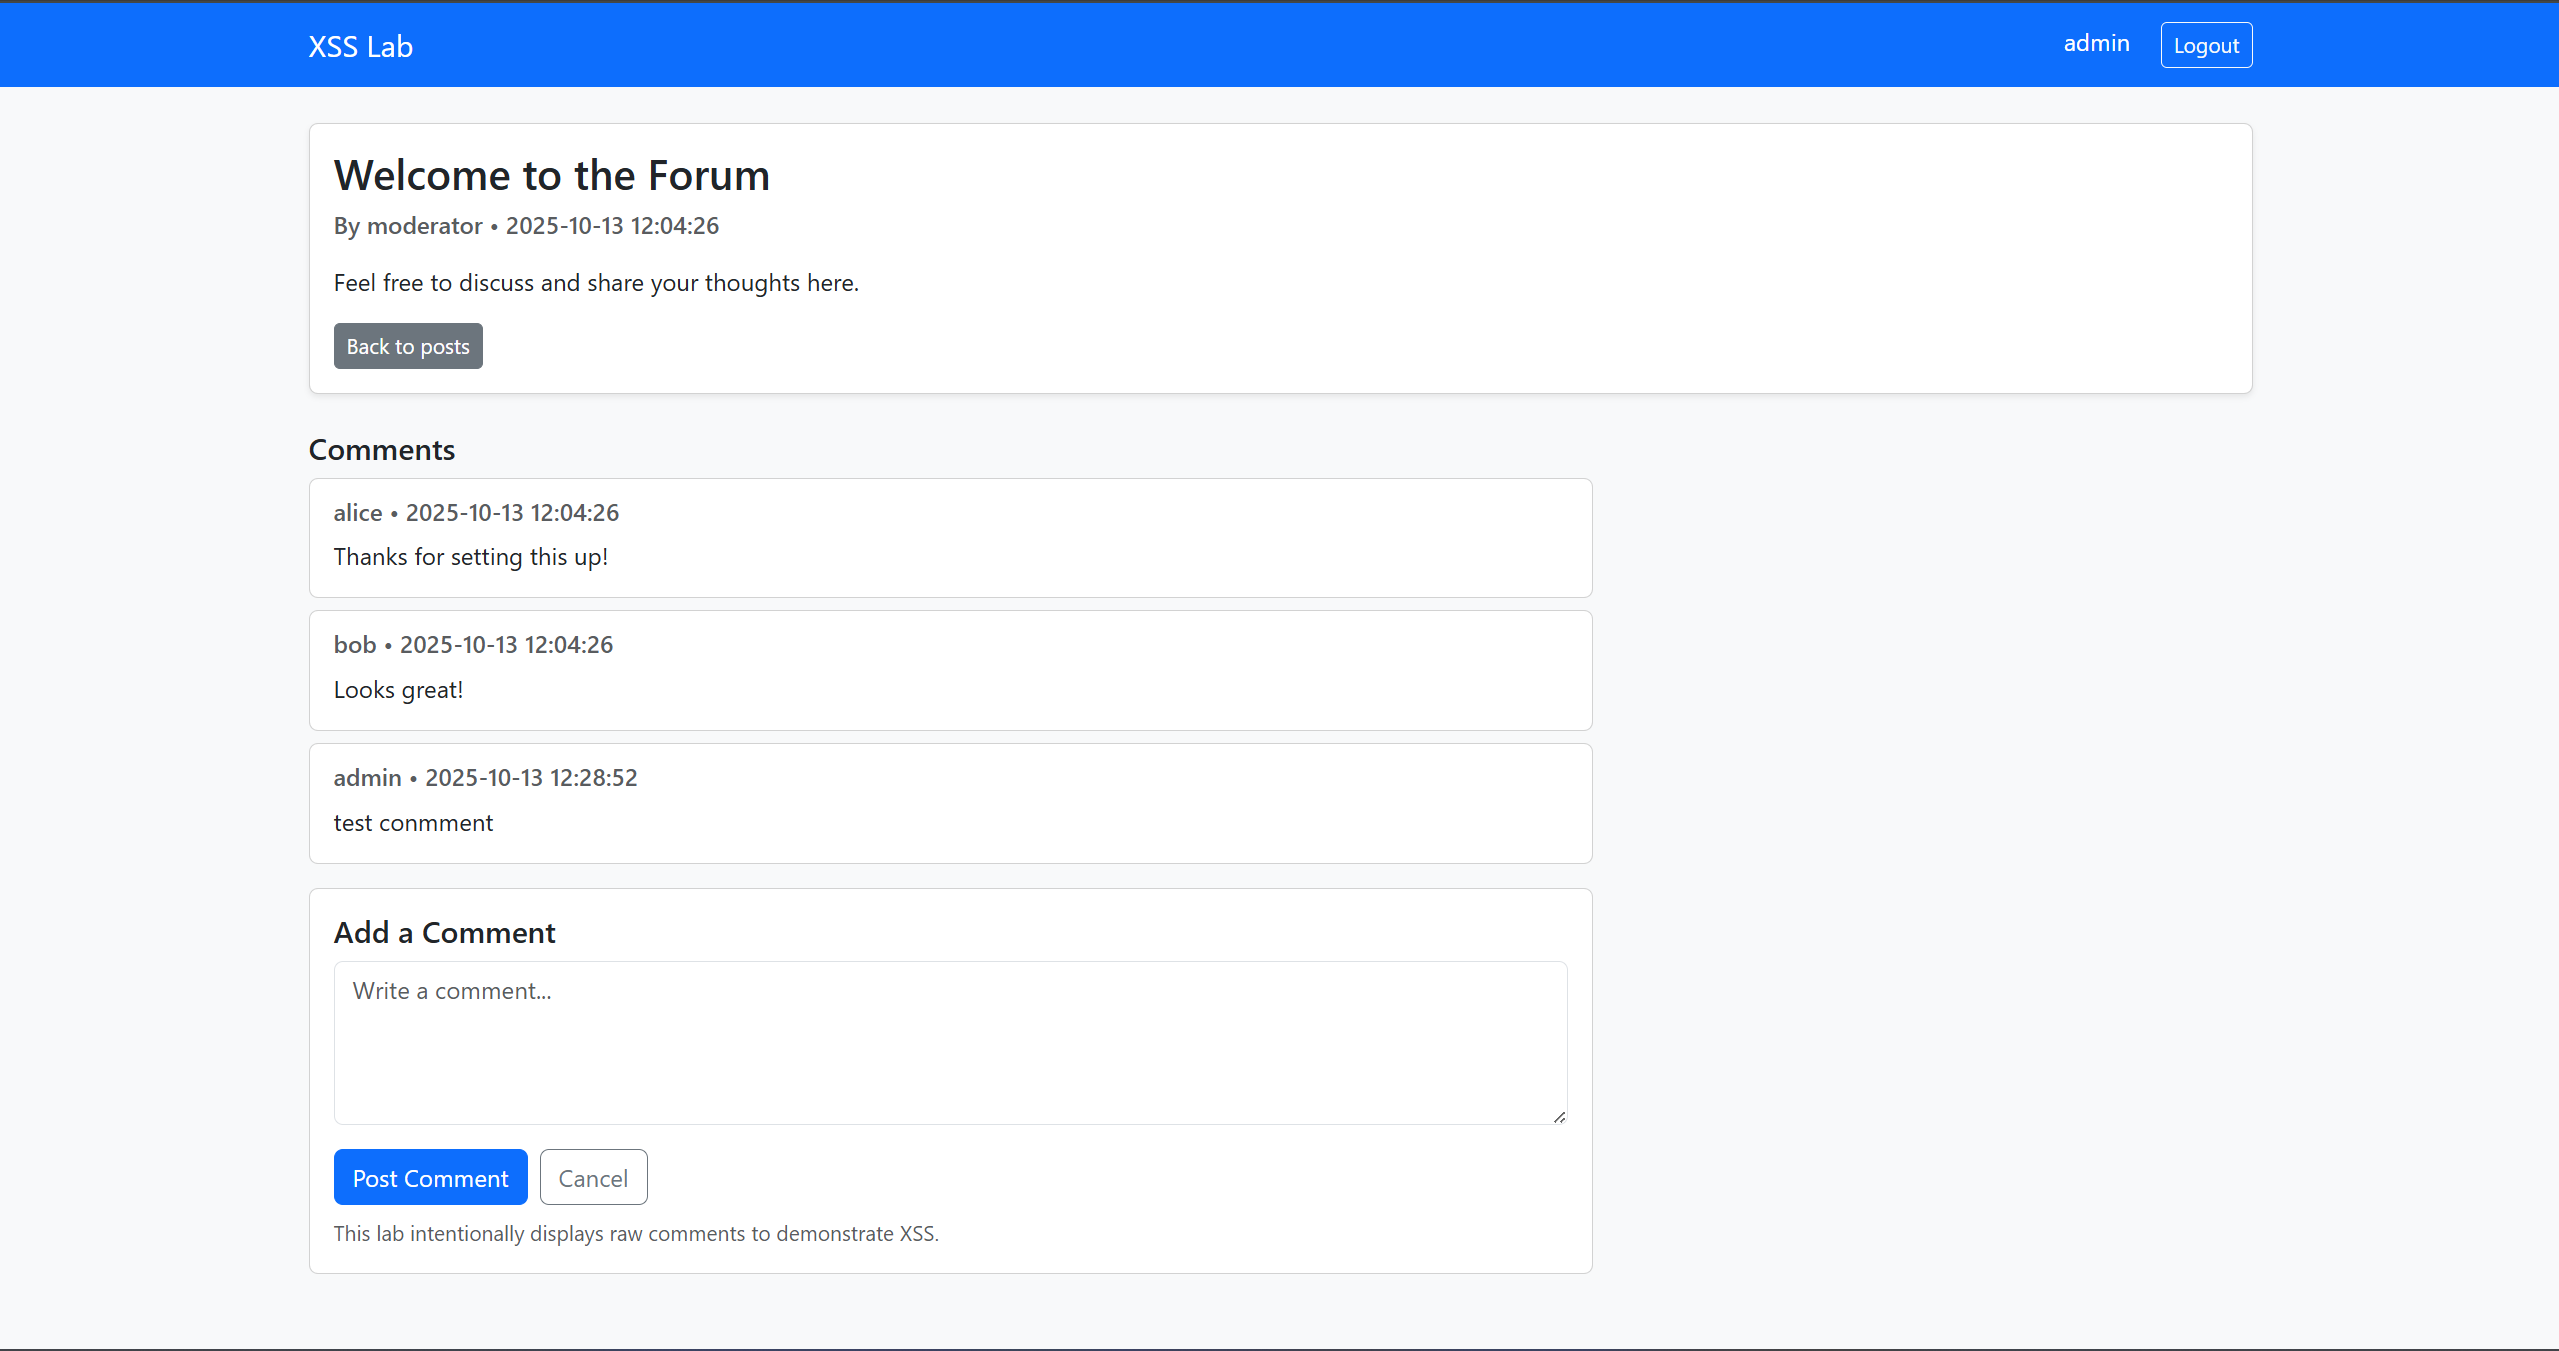 XSS Lab
admin
Logout
Welcome to the Forum
By moderator • 2025-10-13 12:04:26
Feel free to discuss and share your thoughts here.
Back to posts
Comments
alice • 2025-10-13 12:04:26
Thanks for setting this up!
bob • 2025-10-13 12:04:26
Looks great!
admin • 2025-10-13 12:28:52
test conmment
Add a Comment
Write a comment...
Post Comment
Cancel
This lab intentionally displays raw comments to demonstrate XSS.